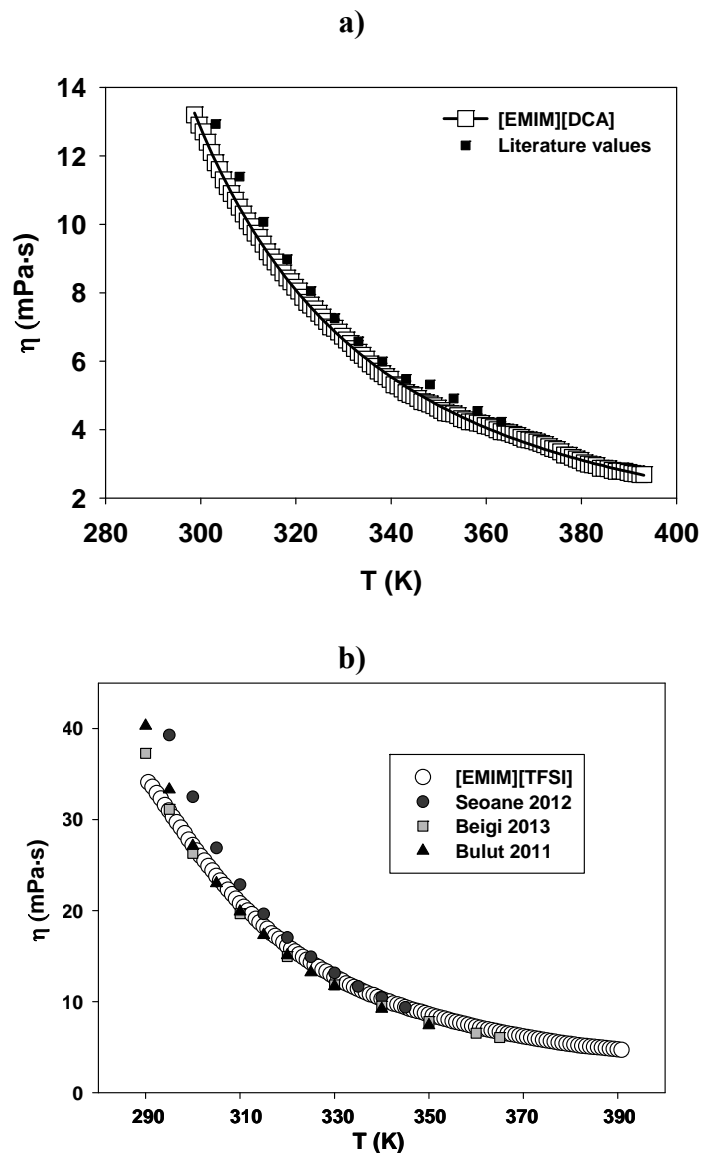 a)
14
12
10
8
6
4
2
η (mPa·s)
[EMIM][DCA]
Literature values
280 300 320 340 360 380 400
T (K)
b)
40
30
20
10
0
η (mPa·s)
[EMIM][TFSI]
Seoane 2012
Beigi 2013
Bulut 2011
290 310 330 350 370 390
T (K)